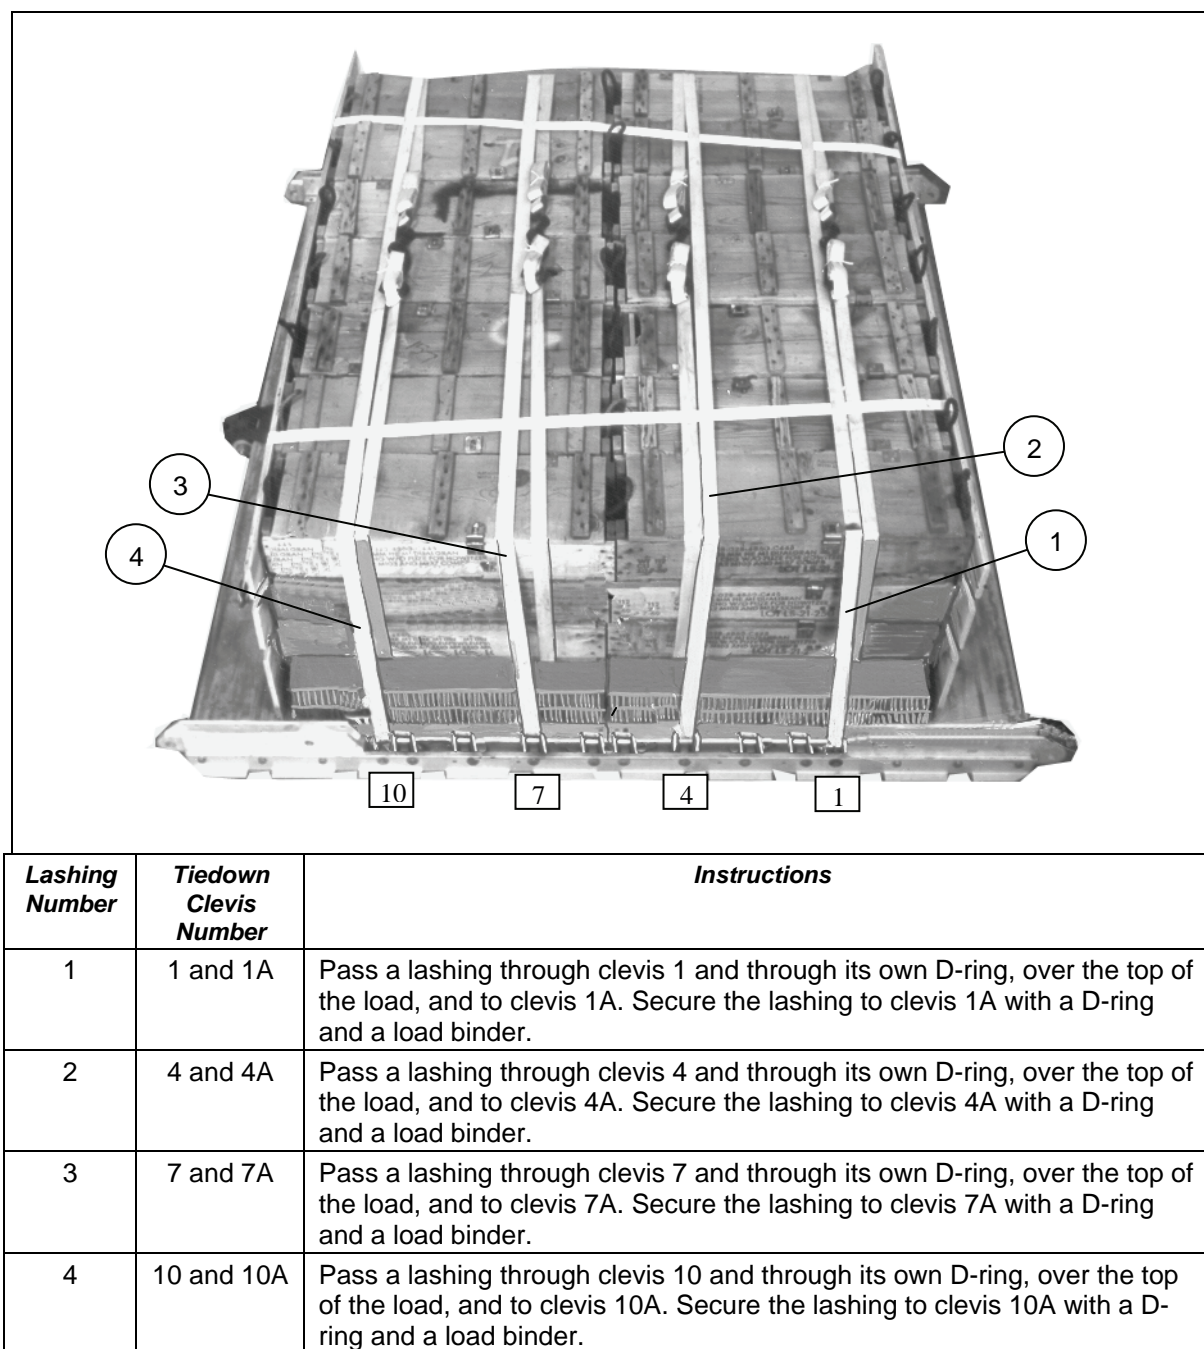 2
3
4
1
10
7
4
1
Lashing Number
Tiedown Clevis Number
Instructions
1
1 and 1A
Pass a lashing through clevis 1 and through its own D-ring, over the top of
the load, and to clevis 1A. Secure the lashing to clevis 1A with a D-ring
and a load binder.
2
4 and 4A
Pass a lashing through clevis 4 and through its own D-ring, over the top of
the load, and to clevis 4A. Secure the lashing to clevis 4A with a D-ring
and a load binder.
3
7 and 7A
Pass a lashing through clevis 7 and through its own D-ring, over the top of
the load, and to clevis 7A. Secure the lashing to clevis 7A with a D-ring
and a load binder.
4
10 and 10A
Pass a lashing through clevis 10 and through its own D-ring, over the top
of the load, and to clevis 10A. Secure the lashing to clevis 10A with a D-
ring and a load binder.